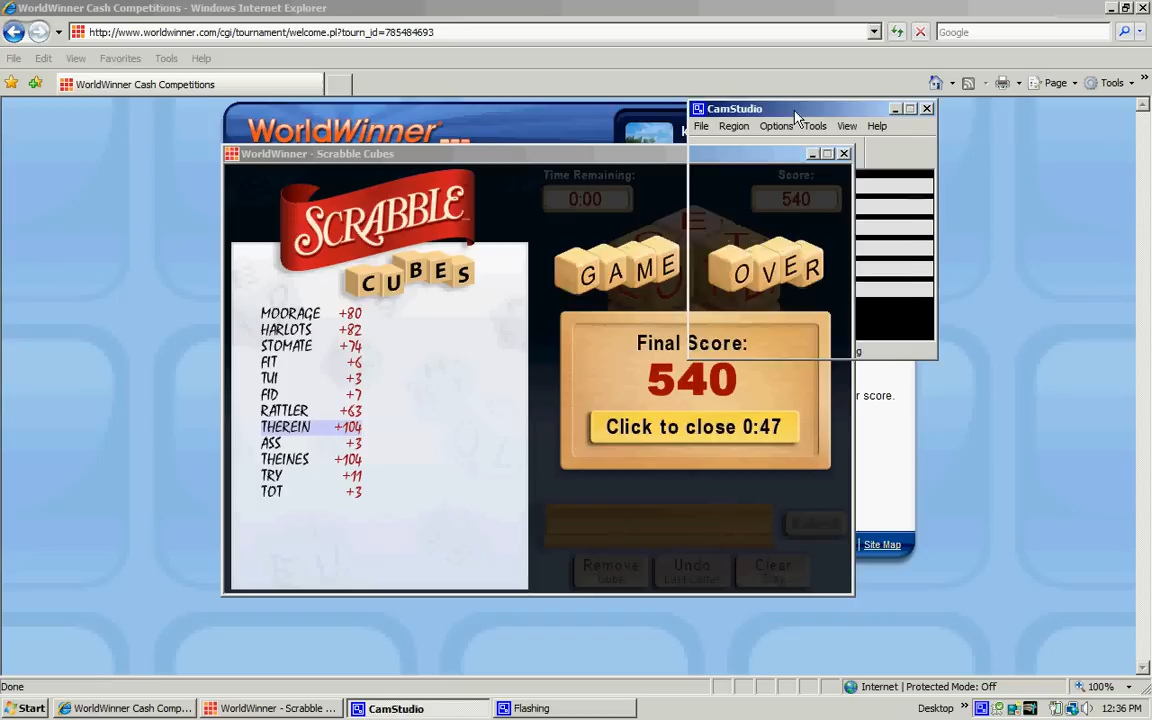 WorldWinner Cash Competitions - Windows Internet Explorer
http://www.worldwinner.com/cgi/tournament/welcome.pl?tourn_id=785484693
Google
File Edit View Favorites Tools Help
WorldWinner Cash Competitions
Page Tools
WorldWinner
CamStudio
File Region Options Tools View Help
WorldWinner - Scrabble Cubes
Time Remaining: Score:
0:00 540
SCRABBLE
CUBES
GAME OVER
MOORAGE +80
HARLOTS +82
STOMATE +74
FIT +6
TUI +3
FID +7
RATTLER +63
THEREIN +104
ASS +3
THEINES +104
TRY +11
TOT +3
Final Score:
540
Click to close 0:47
r score.
Submit
Remove Undo Clear
Cube Last Letter Tray
Site Map
Done
Internet | Protected Mode: Off
100%
Start
WorldWinner Cash Comp...
WorldWinner - Scrabble ...
CamStudio
Flashing
Desktop
12:36 PM